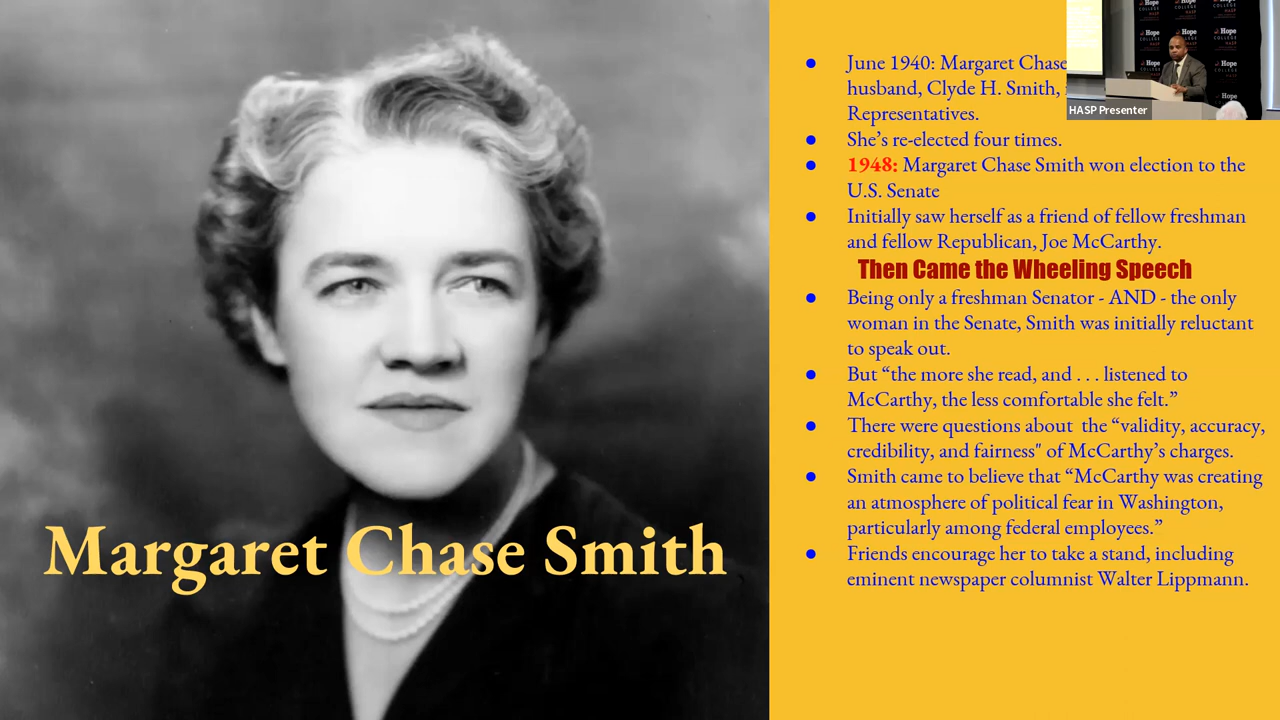 Margaret Chase Smith
June 1940: Margaret Chase
husband, Clyde H. Smith,
Representatives.
She's re-elected four times.
1948: Margaret Chase Smith won election to the
U.S. Senate
Initially saw herself as a friend of fellow freshman
and fellow Republican, Joe McCarthy.
Then Came the Wheeling Speech
Being only a freshman Senator - AND - the only
woman in the Senate, Smith was initially reluctant
to speak out.
But “the more she read, and . . . listened to
McCarthy, the less comfortable she felt.”
There were questions about the “validity, accuracy,
credibility, and fairness" of McCarthy’s charges.
Smith came to believe that “McCarthy was creating
an atmosphere of political fear in Washington,
particularly among federal employees.”
Friends encourage her to take a stand, including
eminent newspaper columnist Walter Lippmann.
HASP Presenter
Hope
COLLEGE
HASP